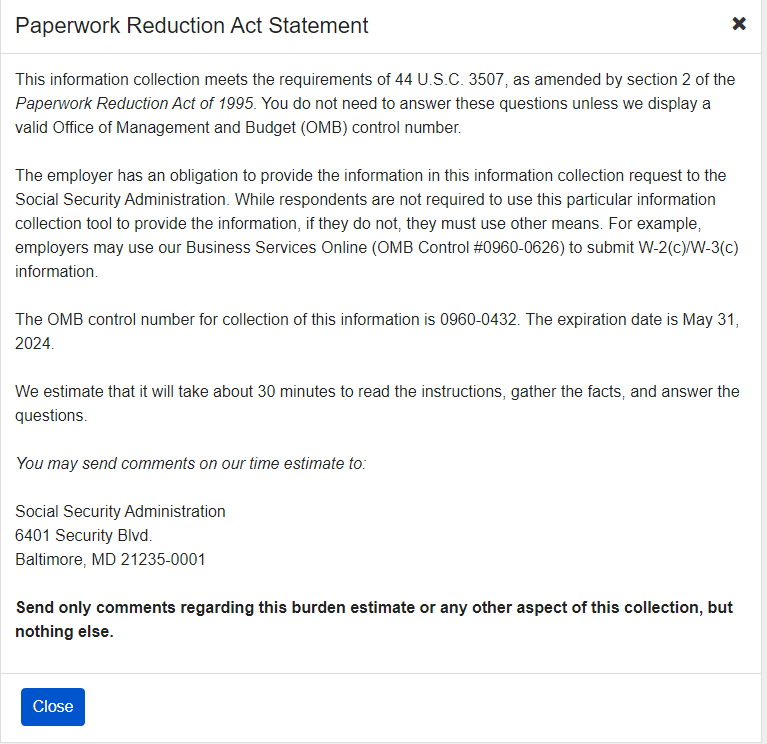 Paperwork Reduction Act Statement
This information collection meets the requirements of 44 U.S.C. 3507, as amended by section 2 of the
Paperwork Reduction Act of 1995. You do not need to answer these questions unless we display a
valid Office of Management and Budget (OMB) control number.
The employer has an obligation to provide the information in this information collection request to the
Social Security Administration. While respondents are not required to use this particular information
collection tool to provide the information, if they do not, they must use other means. For example,
employers may use our Business Services Online (OMB Control #0960-0626) to submit W-2(c)/W-3(c)
information.
The OMB control number for collection of this information is 0960-0432. The expiration date is May 31,
2024.
We estimate that it will take about 30 minutes to read the instructions, gather the facts, and answer the
questions.
You may send comments on our time estimate to:
Social Security Administration
6401 Security Blvd.
Baltimore, MD 21235-0001
Send only comments regarding this burden estimate or any other aspect of this collection, but
nothing else.
Close